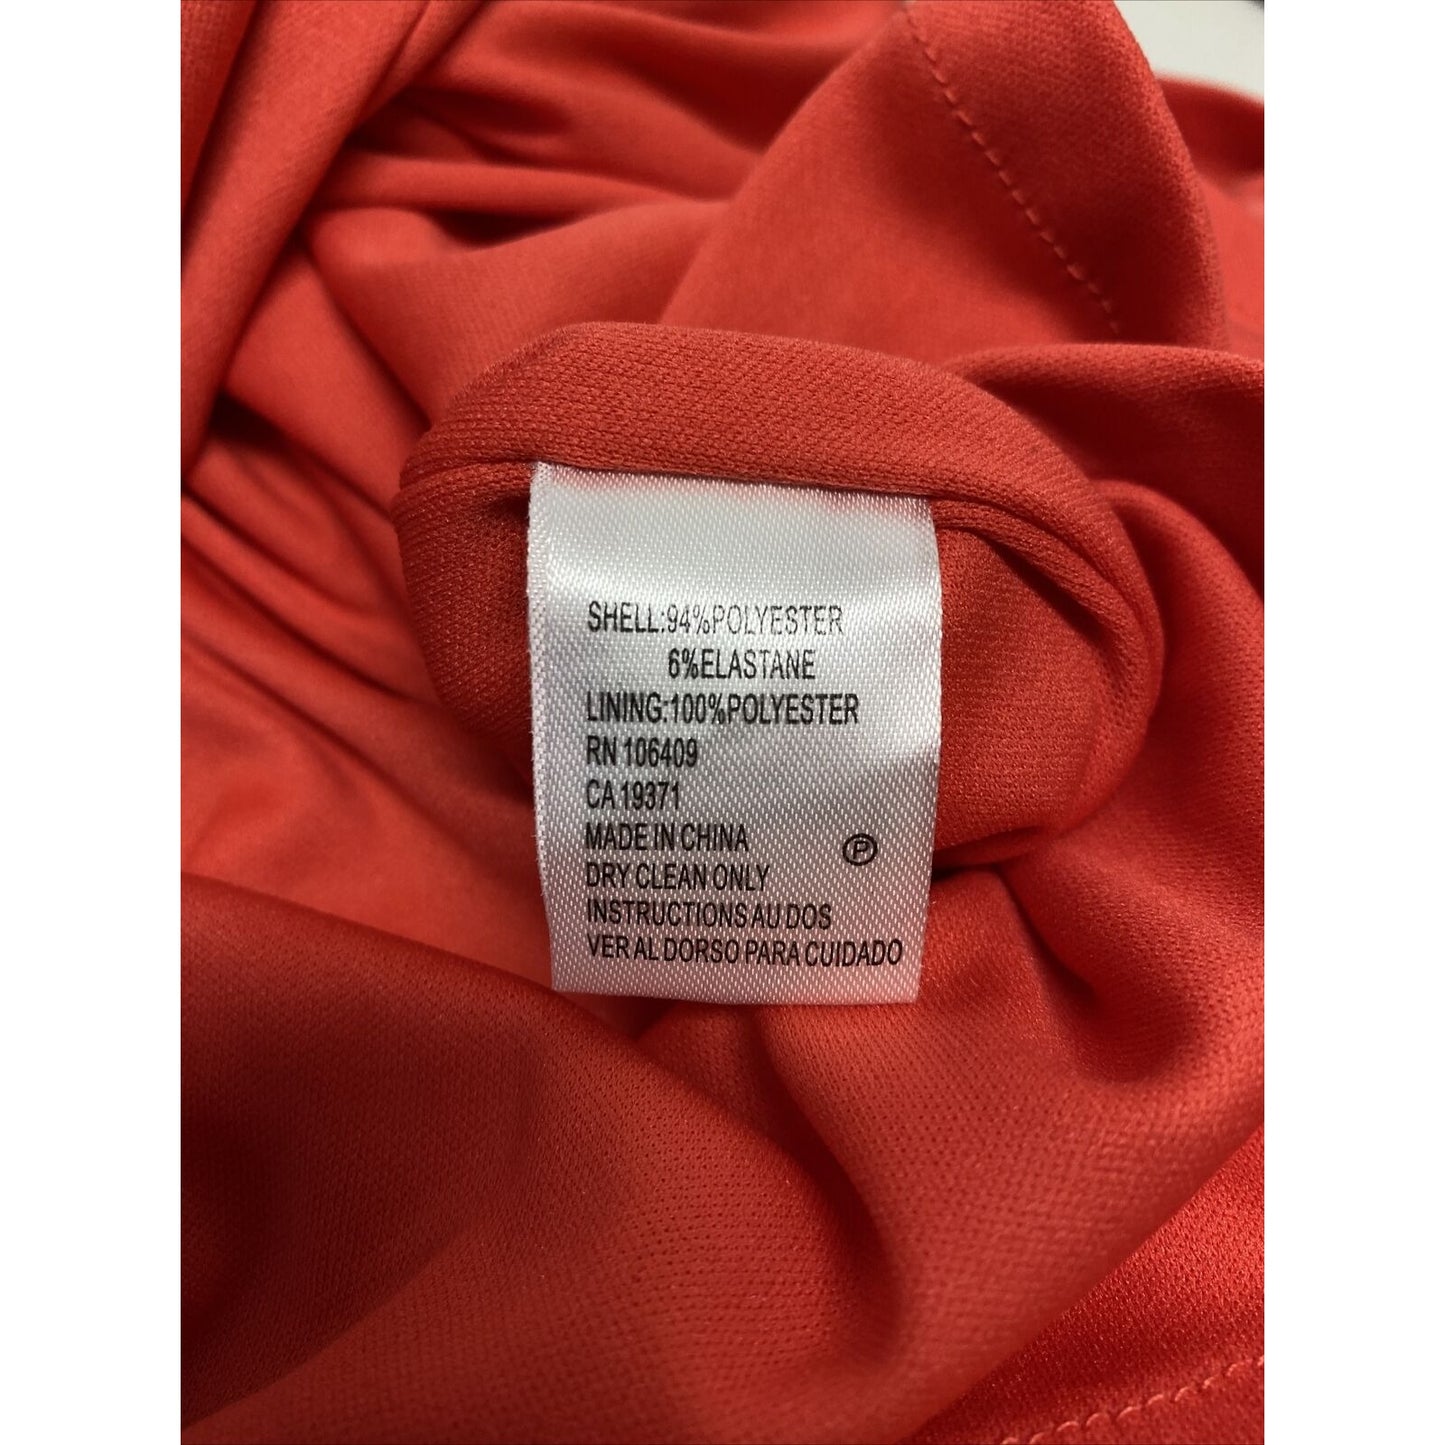 SHELL:94%POLYESTER
6%ELASTANE
LINING:100%POLYESTER
RN 106409
CA 19371
MADE IN CHINA
P
DRY CLEAN ONLY
INSTRUCTIONS AU DOS
VER AL DORSO PARA CUIDADO